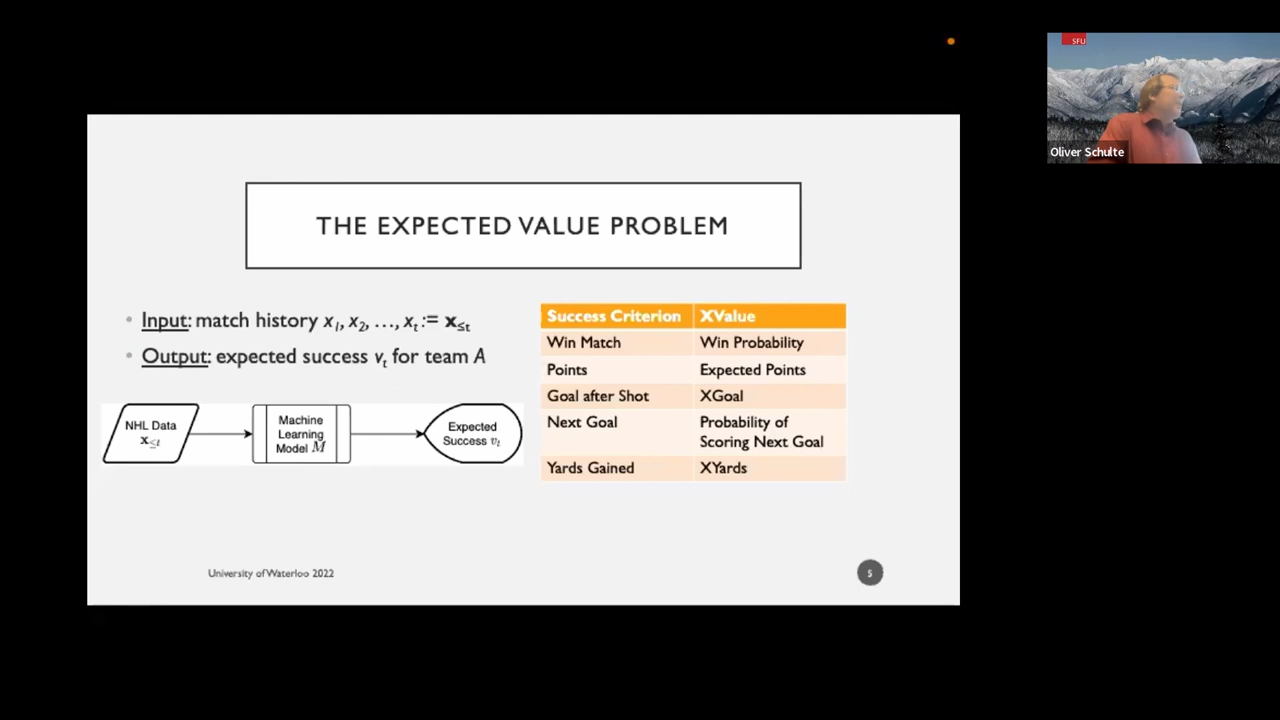 SFU
Oliver Schulte
THE EXPECTED VALUE PROBLEM
• Input: match history x1, x2, …, xt := x≤t
• Output: expected success vt for team A
NHL Data
x≤t
Machine
Learning
Model M
Expected
Success vt
Success Criterion XValue
Win Match Win Probability
Points Expected Points
Goal after Shot XGoal
Next Goal Probability of
Scoring Next Goal
Yards Gained XYards
University of Waterloo 2022
5